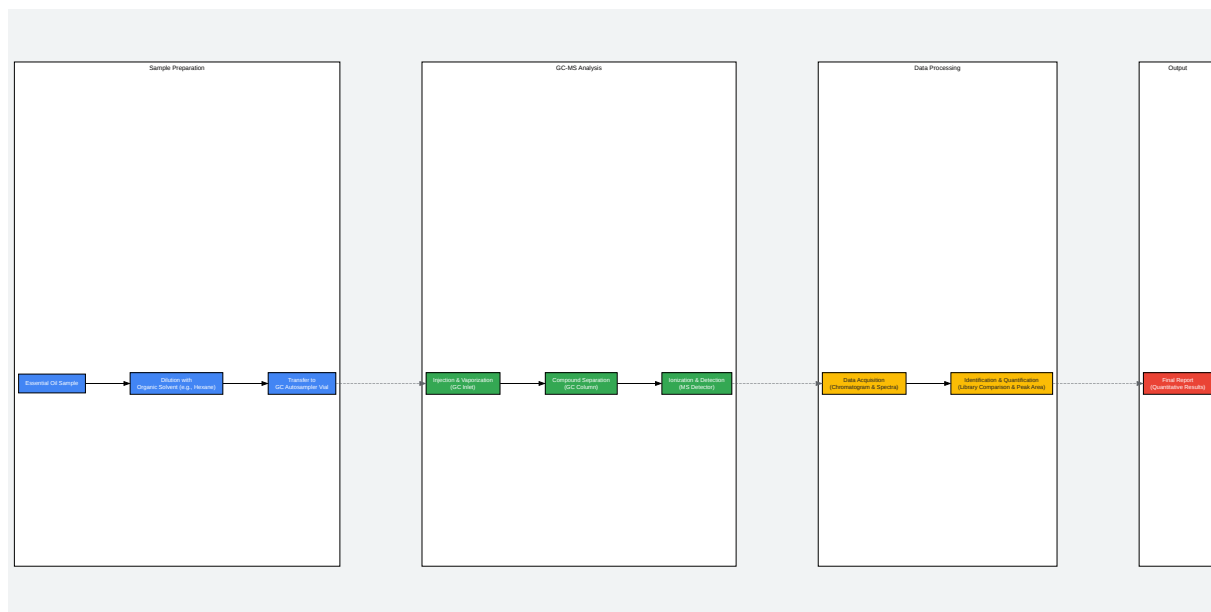 Sample Preparation
Essential Oil Sample
Dilution with
Organic Solvent (e.g., Hexane)
Transfer to
GC Autosampler Vial
GC-MS Analysis
Injection & Vaporization
(GC Inlet)
Compound Separation
(GC Column)
Ionization & Detection
(MS Detector)
Data Processing
Data Acquisition
(Chromatogram & Spectra)
Identification & Quantification
(Library Comparison & Peak Area)
Output
Final Report
(Quantitative Results)